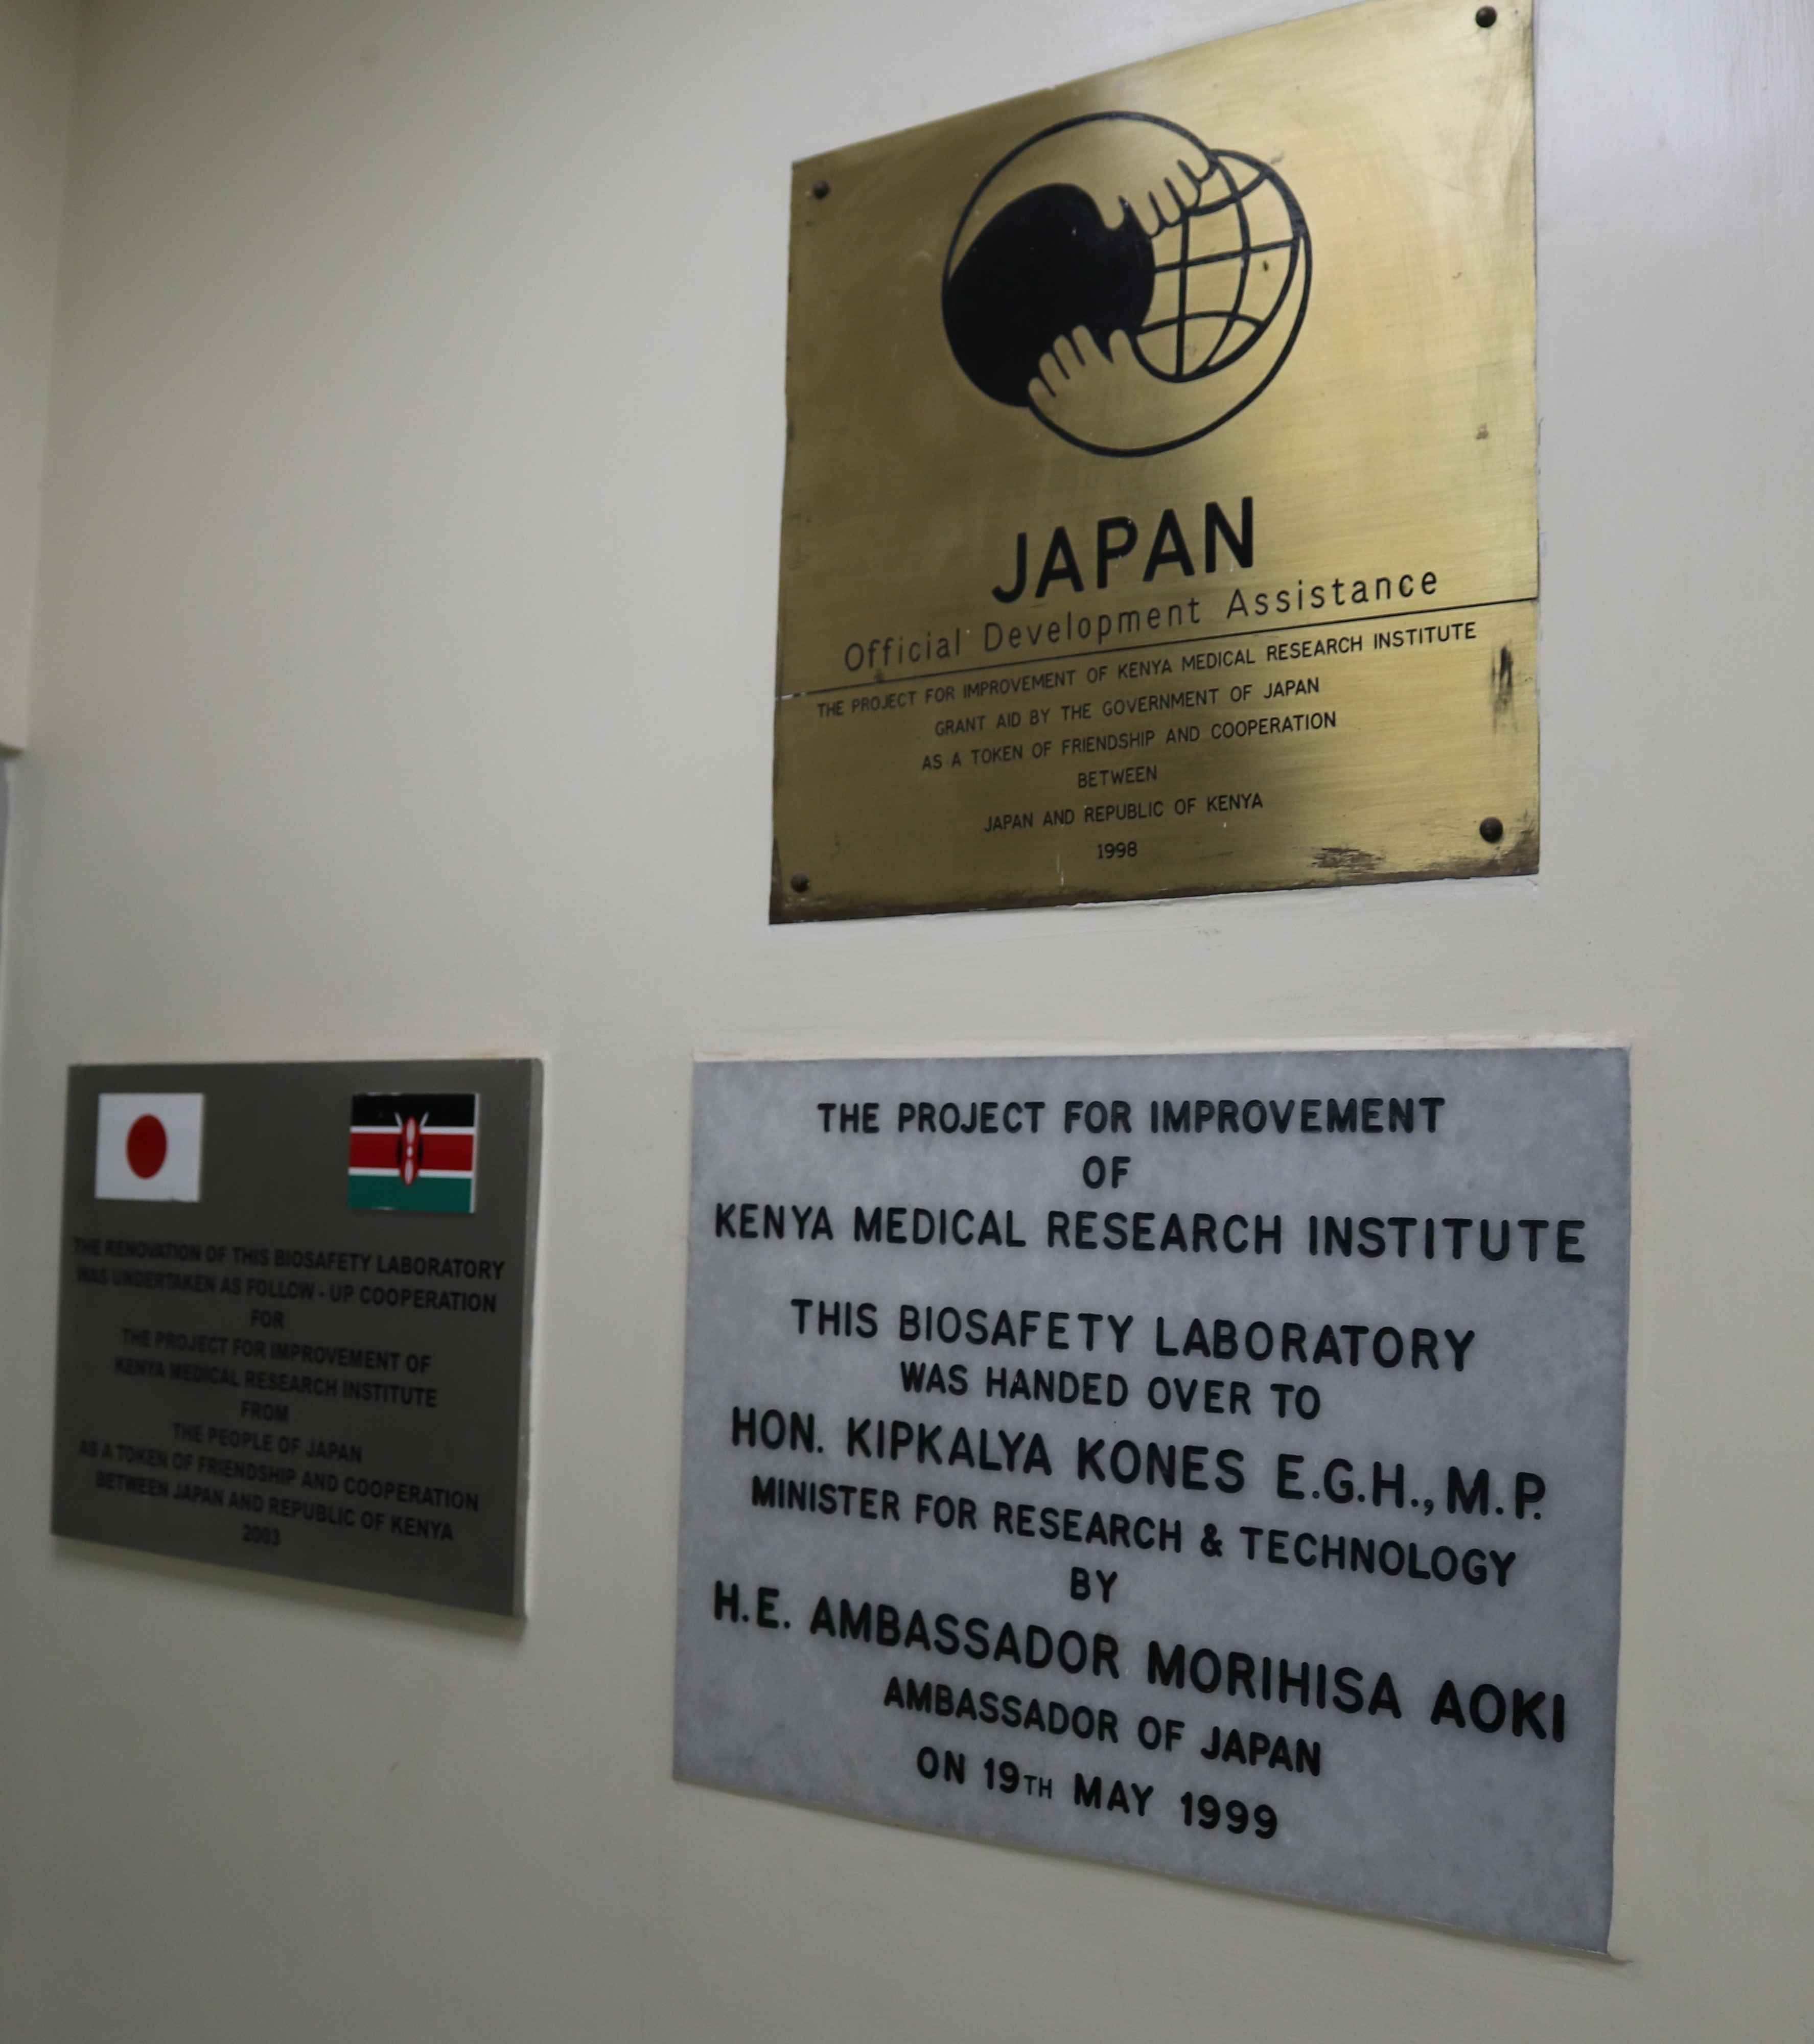 JAPAN
Official Development Assistance
THE PROJECT FOR IMPROVEMENT OF KENYA MEDICAL RESEARCH INSTITUTE
GRANT AID BY THE GOVERNMENT OF JAPAN
AS A TOKEN OF FRIENDSHIP AND COOPERATION
BETWEEN
JAPAN AND REPUBLIC OF KENYA
1998
THE RENOVATION OF THIS BIOSAFETY LABORATORY
WAS UNDERTAKEN AS FOLLOW - UP COOPERATION
FOR
THE PROJECT FOR IMPROVEMENT OF
KENYA MEDICAL RESEARCH INSTITUTE
FROM
THE PEOPLE OF JAPAN
AS A TOKEN OF FRIENDSHIP AND COOPERATION
BETWEEN JAPAN AND REPUBLIC OF KENYA
2003
THE PROJECT FOR IMPROVEMENT
OF
KENYA MEDICAL RESEARCH INSTITUTE
THIS BIOSAFETY LABORATORY
WAS HANDED OVER TO
HON. KIPKALYA KONES E.G.H., M.P.
MINISTER FOR RESEARCH & TECHNOLOGY
BY
H.E. AMBASSADOR MORIHISA AOKI
AMBASSADOR OF JAPAN
ON 19TH MAY 1999